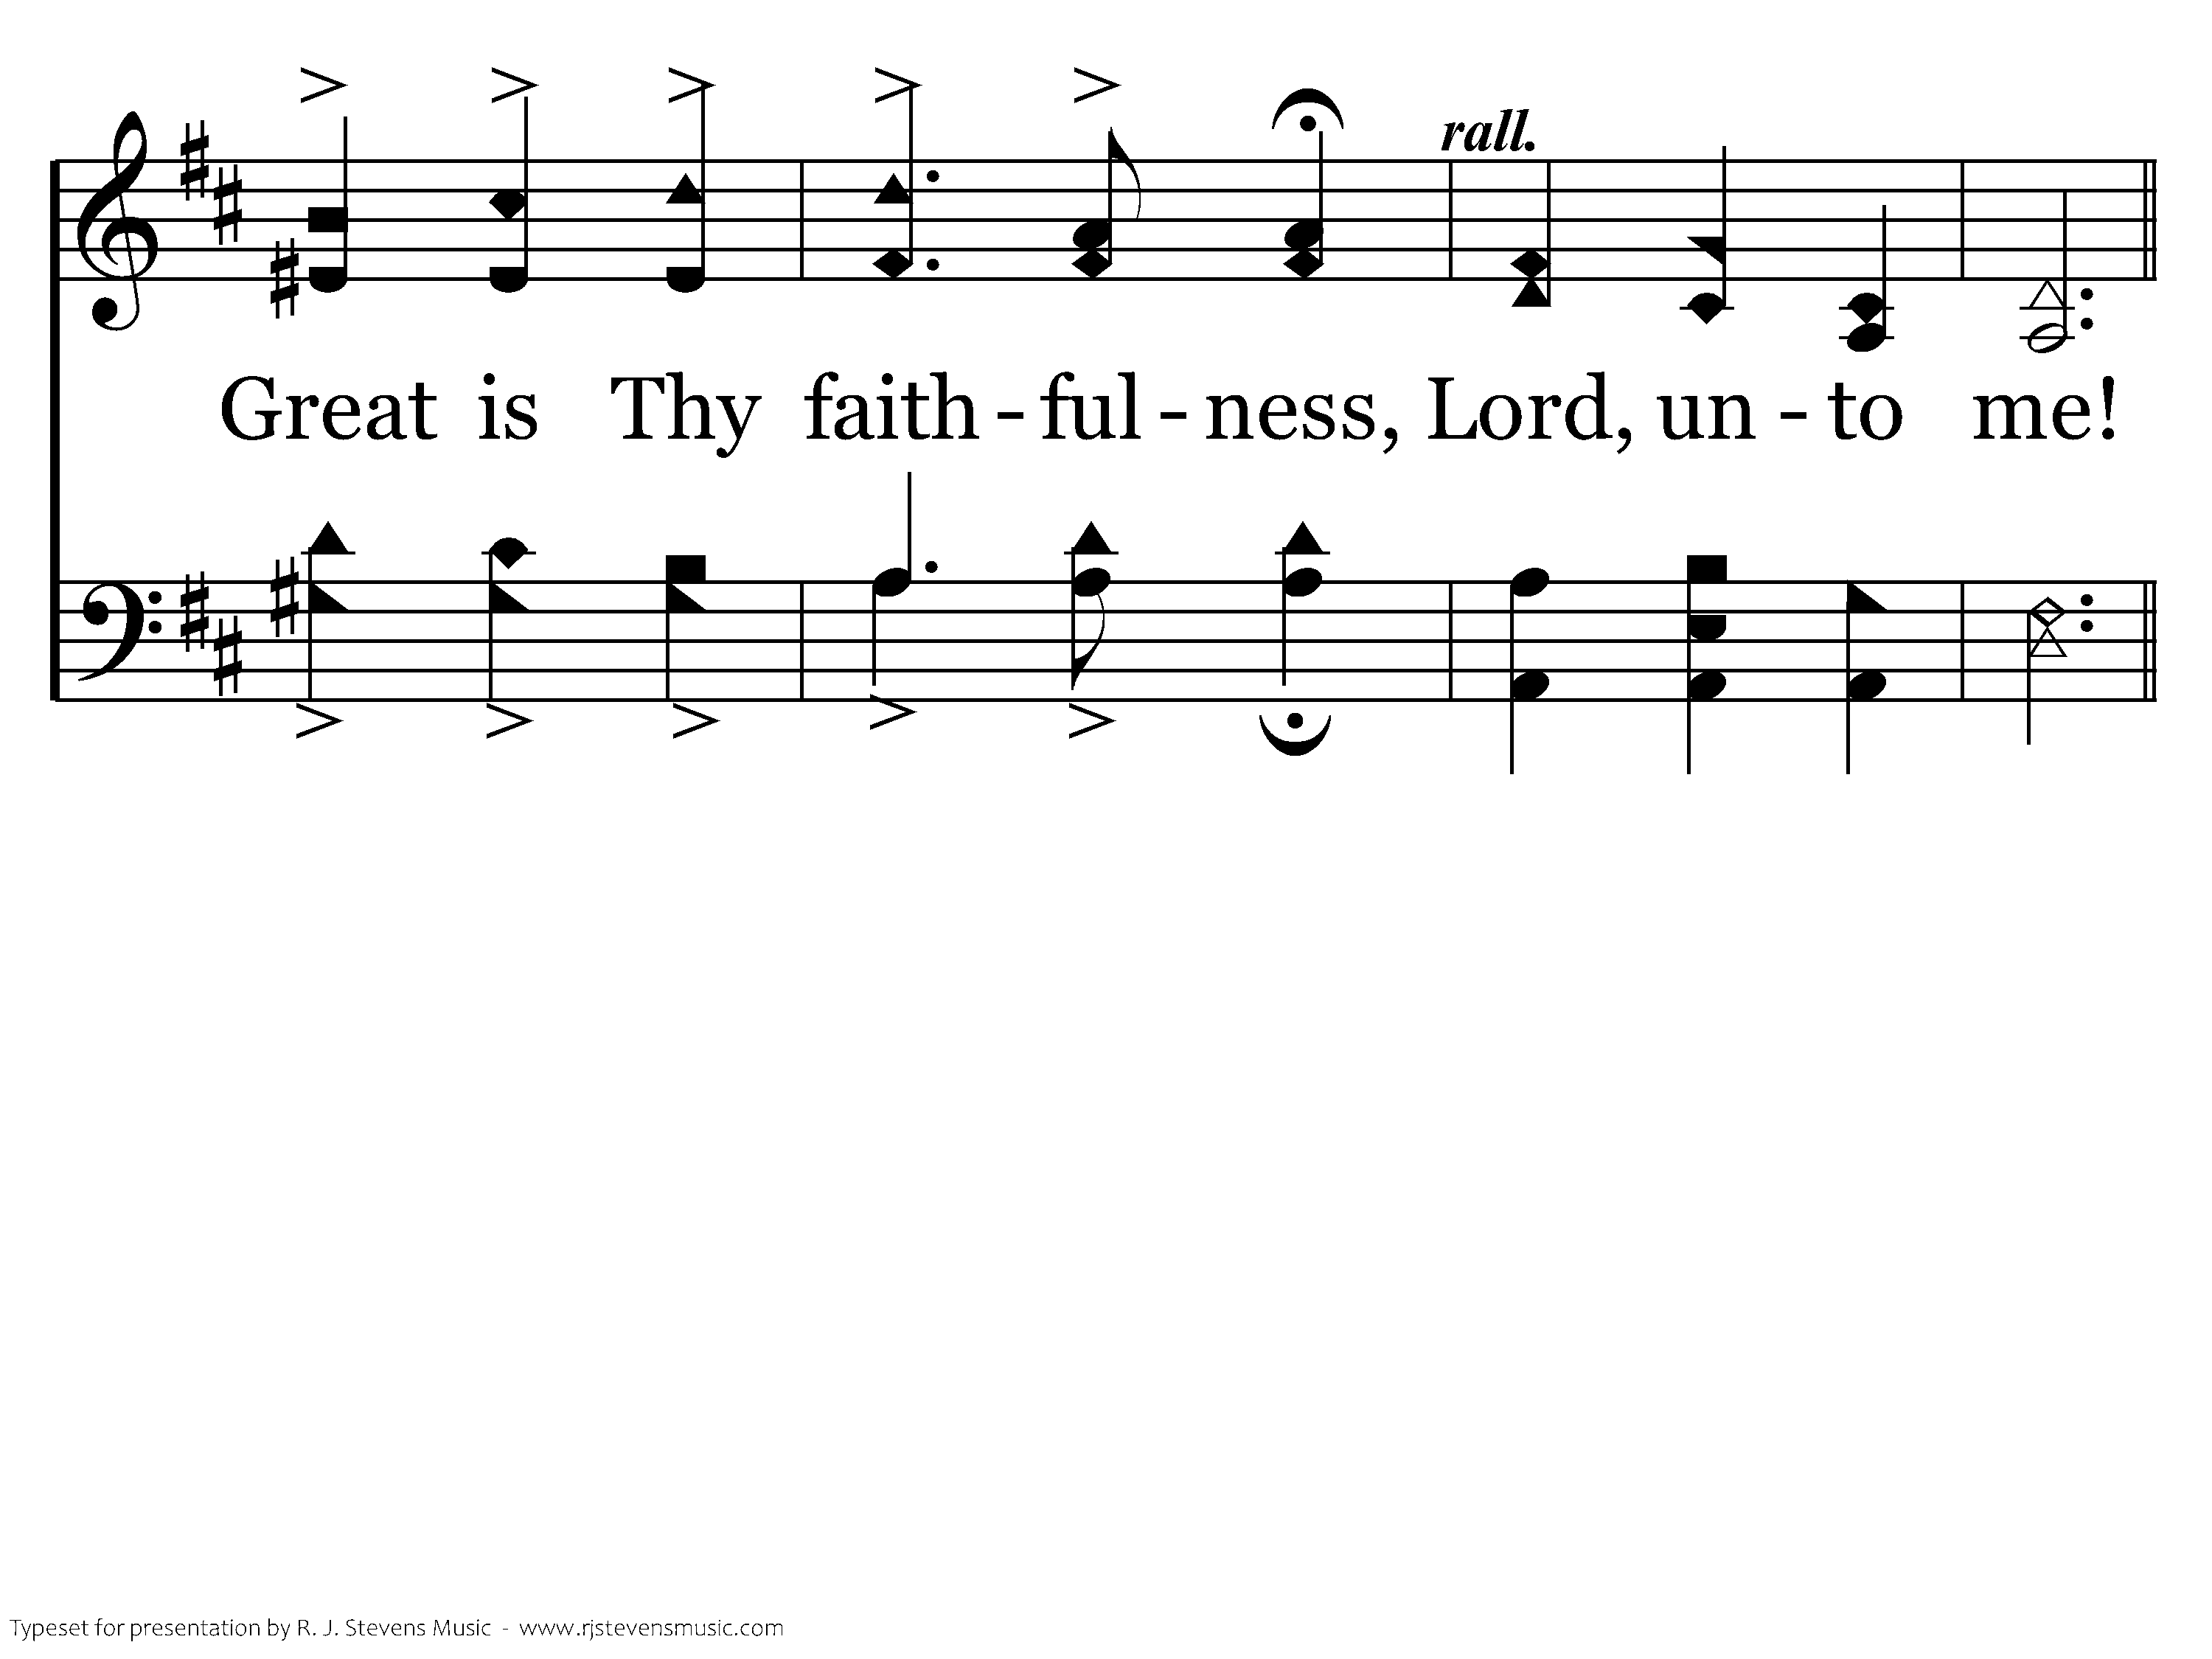 rall.
Great is Thy faith - ful - ness, Lord, un - to me!
Typeset for presentation by R. J. Stevens Music - www.rjstevensmusic.com